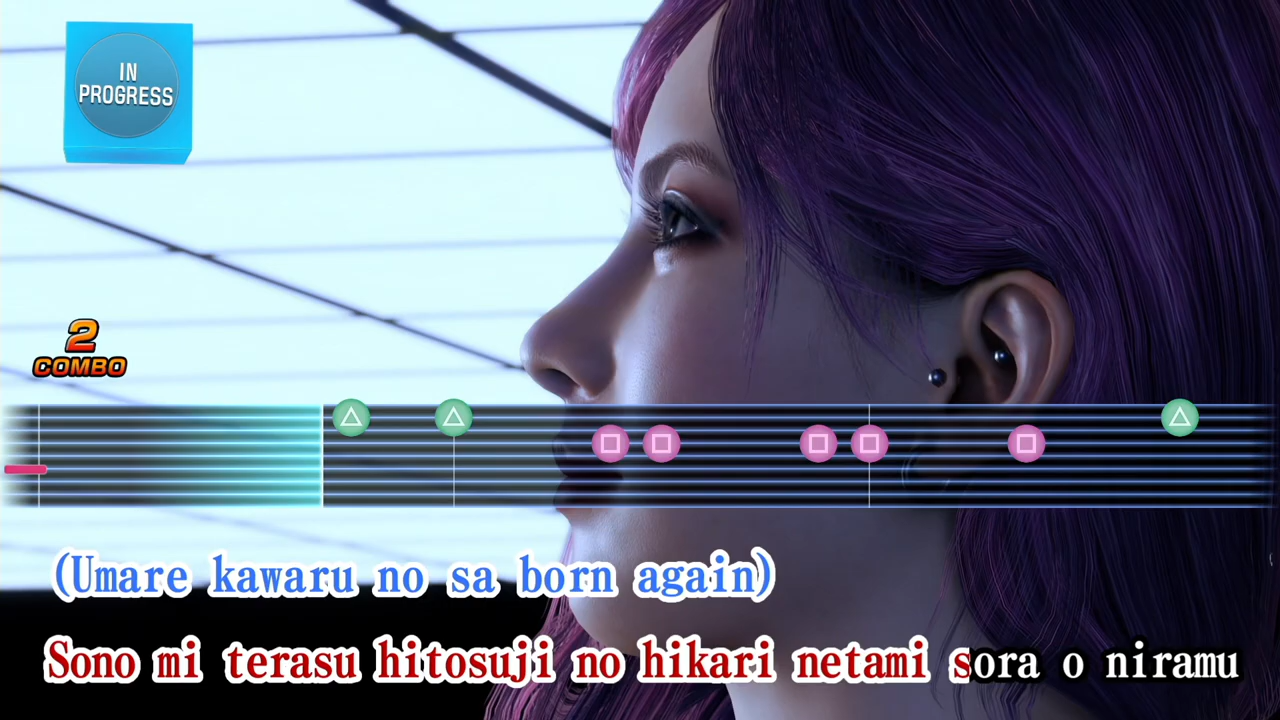 IN
PROGRESS
2
COMBO
(Umare kawaru no sa born again)
Sono mi terasu hitosuji no hikari netami sora o niramu